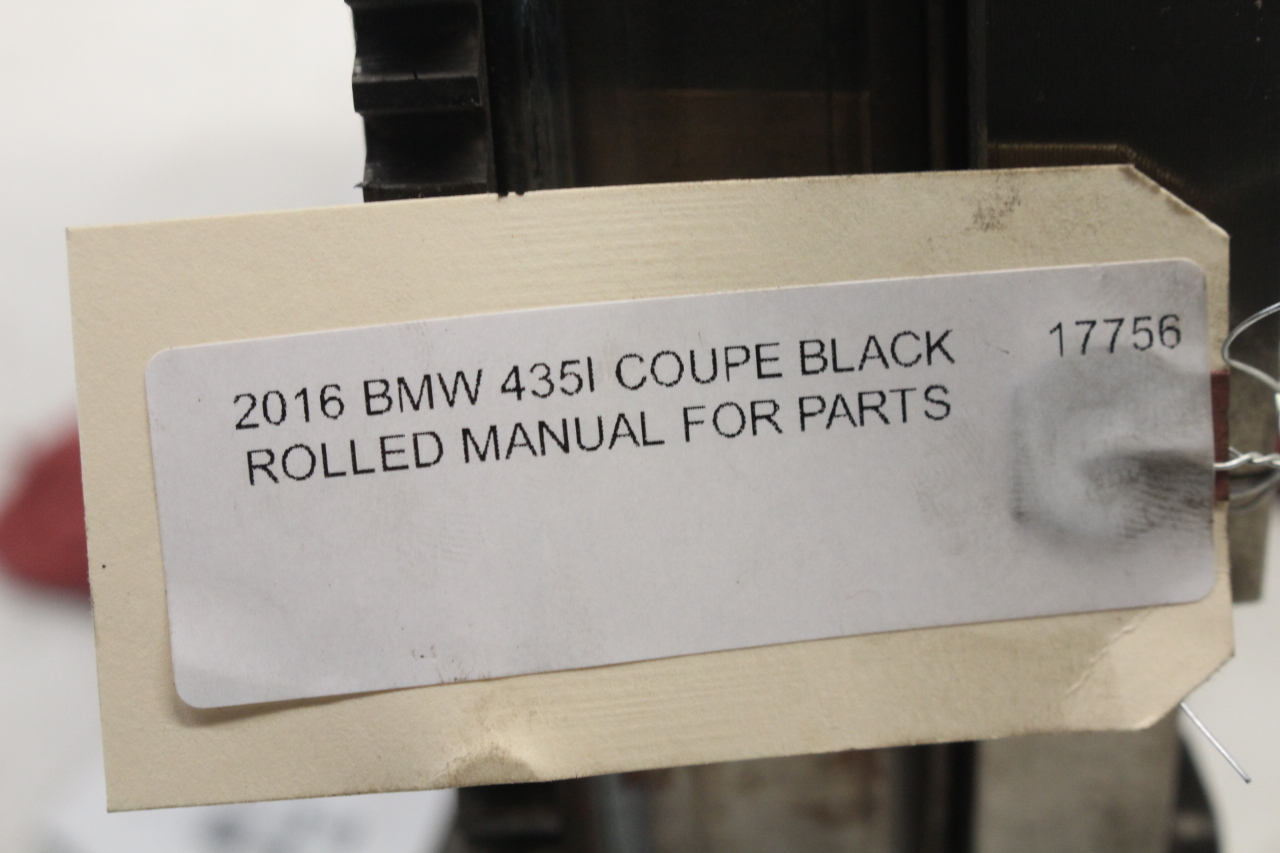 2016 BMW 435I COUPE BLACK 17756
ROLLED MANUAL FOR PARTS